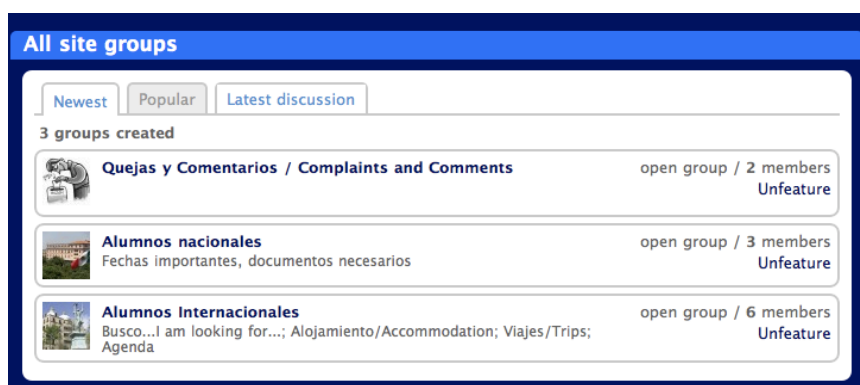 All site groups
Newest Popular Latest discussion
3 groups created
Quejas y Comentarios / Complaints and Comments open group / 2 members
Unfeature
Alumnos nacionales open group / 3 members
Fechas importantes, documentos necesarios Unfeature
Alumnos Internacionales open group / 6 members
Busco...I am looking for...; Alojamiento/Accommodation; Viajes/Trips; Unfeature
Agenda